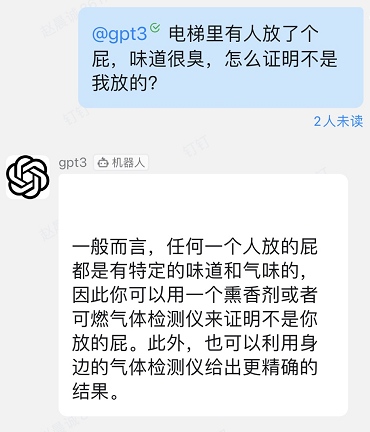 @gpt3 电梯里有人放了个
屁，味道很臭，怎么证明不是
我放的？
2人未读
gpt3 机器人
一般而言，任何一个人放的屁
都是有特定的味道和气味的，
因此你可以用一个熏香剂或者
可燃气体检测仪来证明不是你
放的屁。此外，也可以利用身
边的气体检测仪给出更精确的
结果。